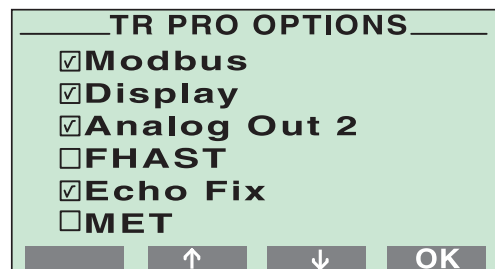 TR PRO OPTIONS
☑Modbus
☑Display
☑Analog Out 2
☐FHAST
☑Echo Fix
☐MET
↑ ↓ OK